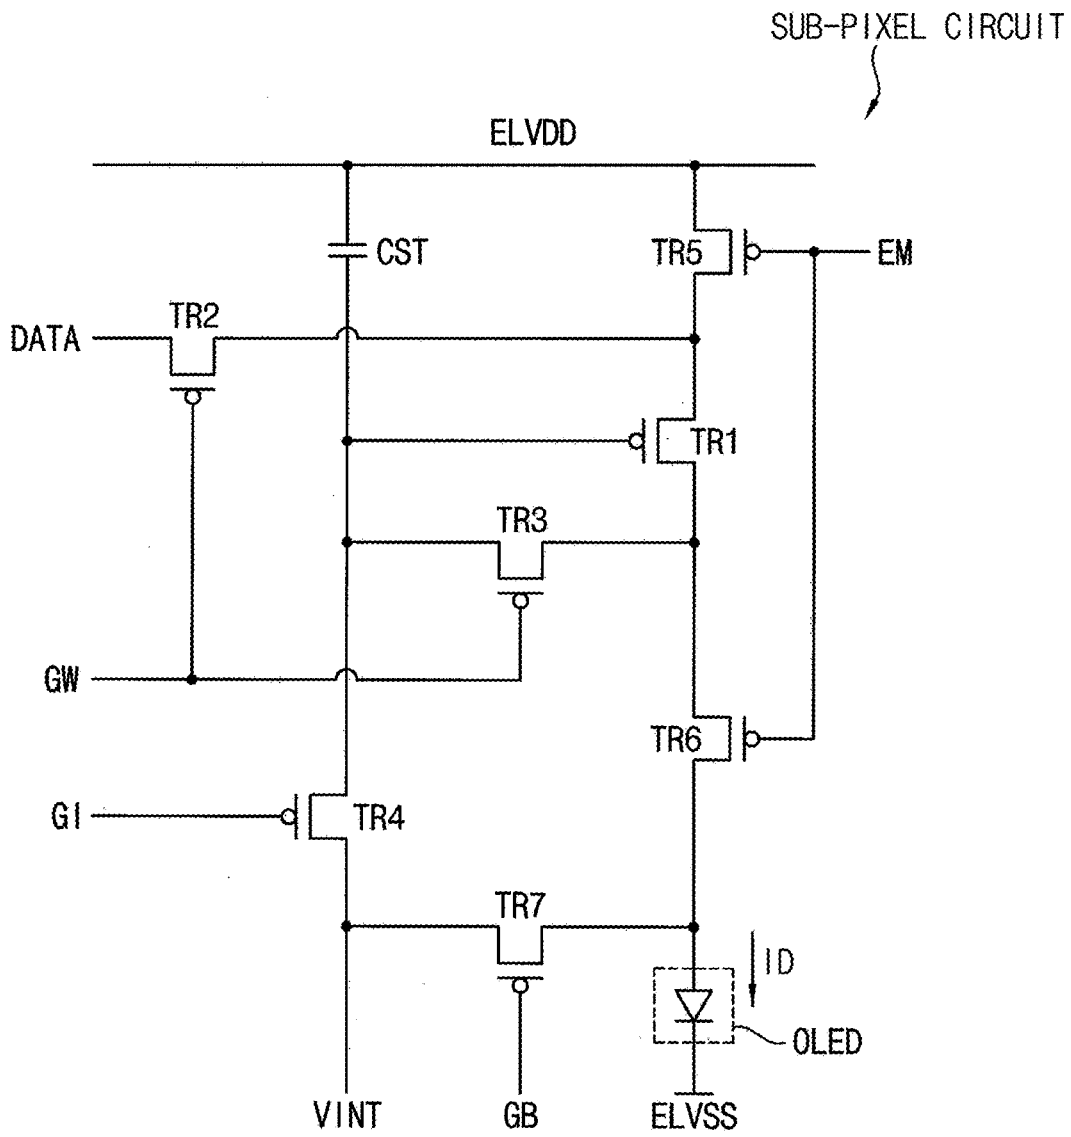 SUB-PIXEL CIRCUIT
ELVDD
CST
TR5
EM
TR2
DATA
TR1
TR3
GW
TR6
GI
TR4
TR7
ID
OLED
VINT
GB
ELVSS